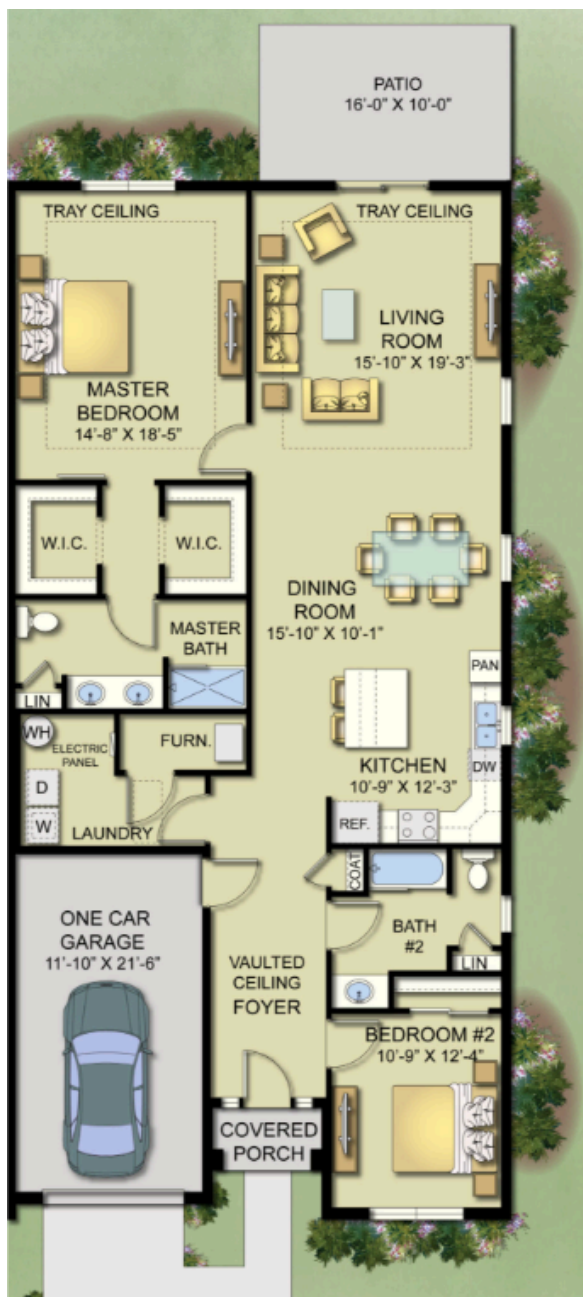 PATIO
16'-0" X 10'-0"
TRAY CEILING
TRAY CEILING
LIVING
ROOM
15'-10" X 19'-3"
MASTER
BEDROOM
14'-8" X 18'-5"
W.I.C.
W.I.C.
DINING
ROOM
15'-10" X 10'-1"
MASTER
BATH
LIN
PAN
WH
ELECTRIC
PANEL
FURN.
KITCHEN
10'-9" X 12'-3"
DW
D
W
LAUNDRY
REF.
COAT
ONE CAR
GARAGE
11'-10" X 21'-6"
BATH
#2
LIN
VAULTED
CEILING
FOYER
BEDROOM #2
10'-9" X 12'-4"
COVERED
PORCH